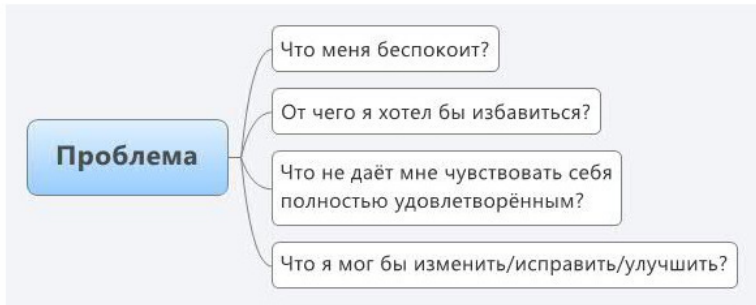 Проблема
Что меня беспокоит?
От чего я хотел бы избавиться?
Что не даёт мне чувствовать себя
полностью удовлетворённым?
Что я мог бы изменить/исправить/улучшить?